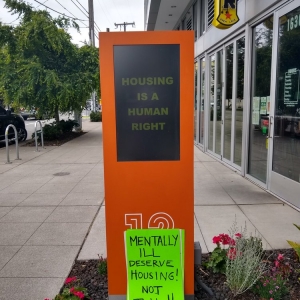 HOUSING
IS A
HUMAN
RIGHT
12
MENTALLY
ILL
DESERVE
HOUSING!
NOT